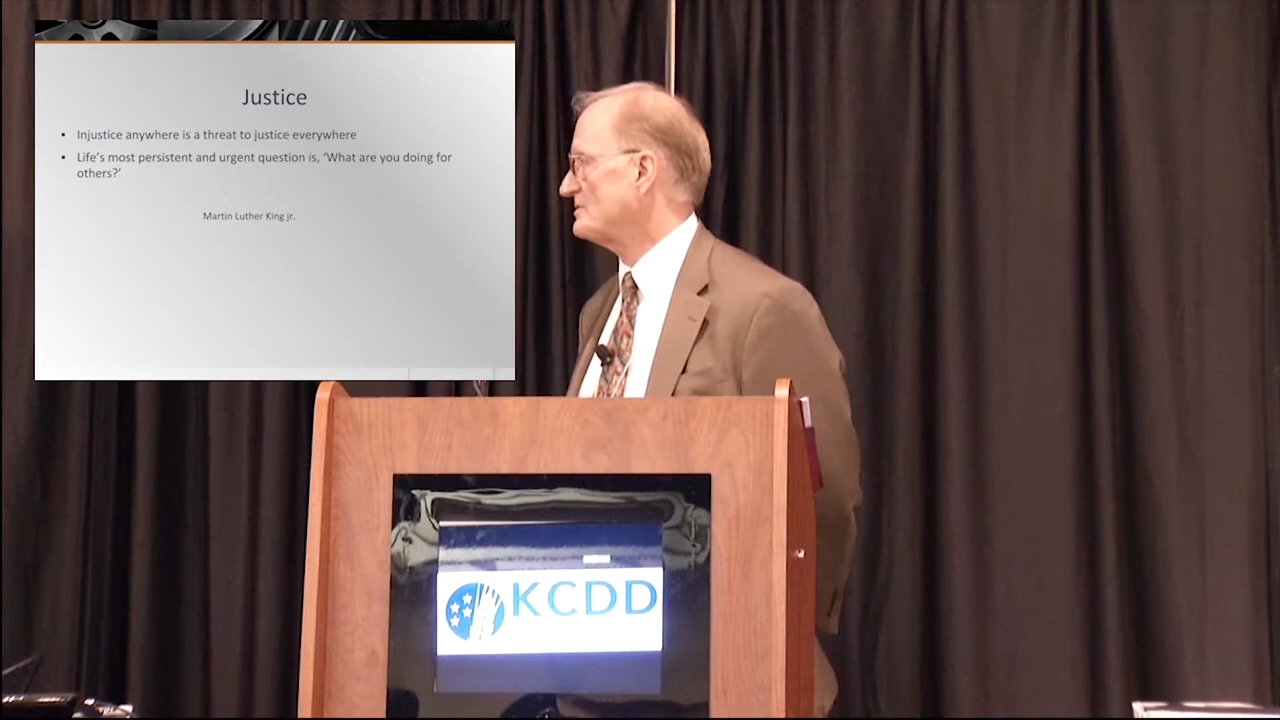 Justice
▪ Injustice anywhere is a threat to justice everywhere
▪ Life's most persistent and urgent question is, ‘What are you doing for
others?’
Martin Luther King jr.
KCDD